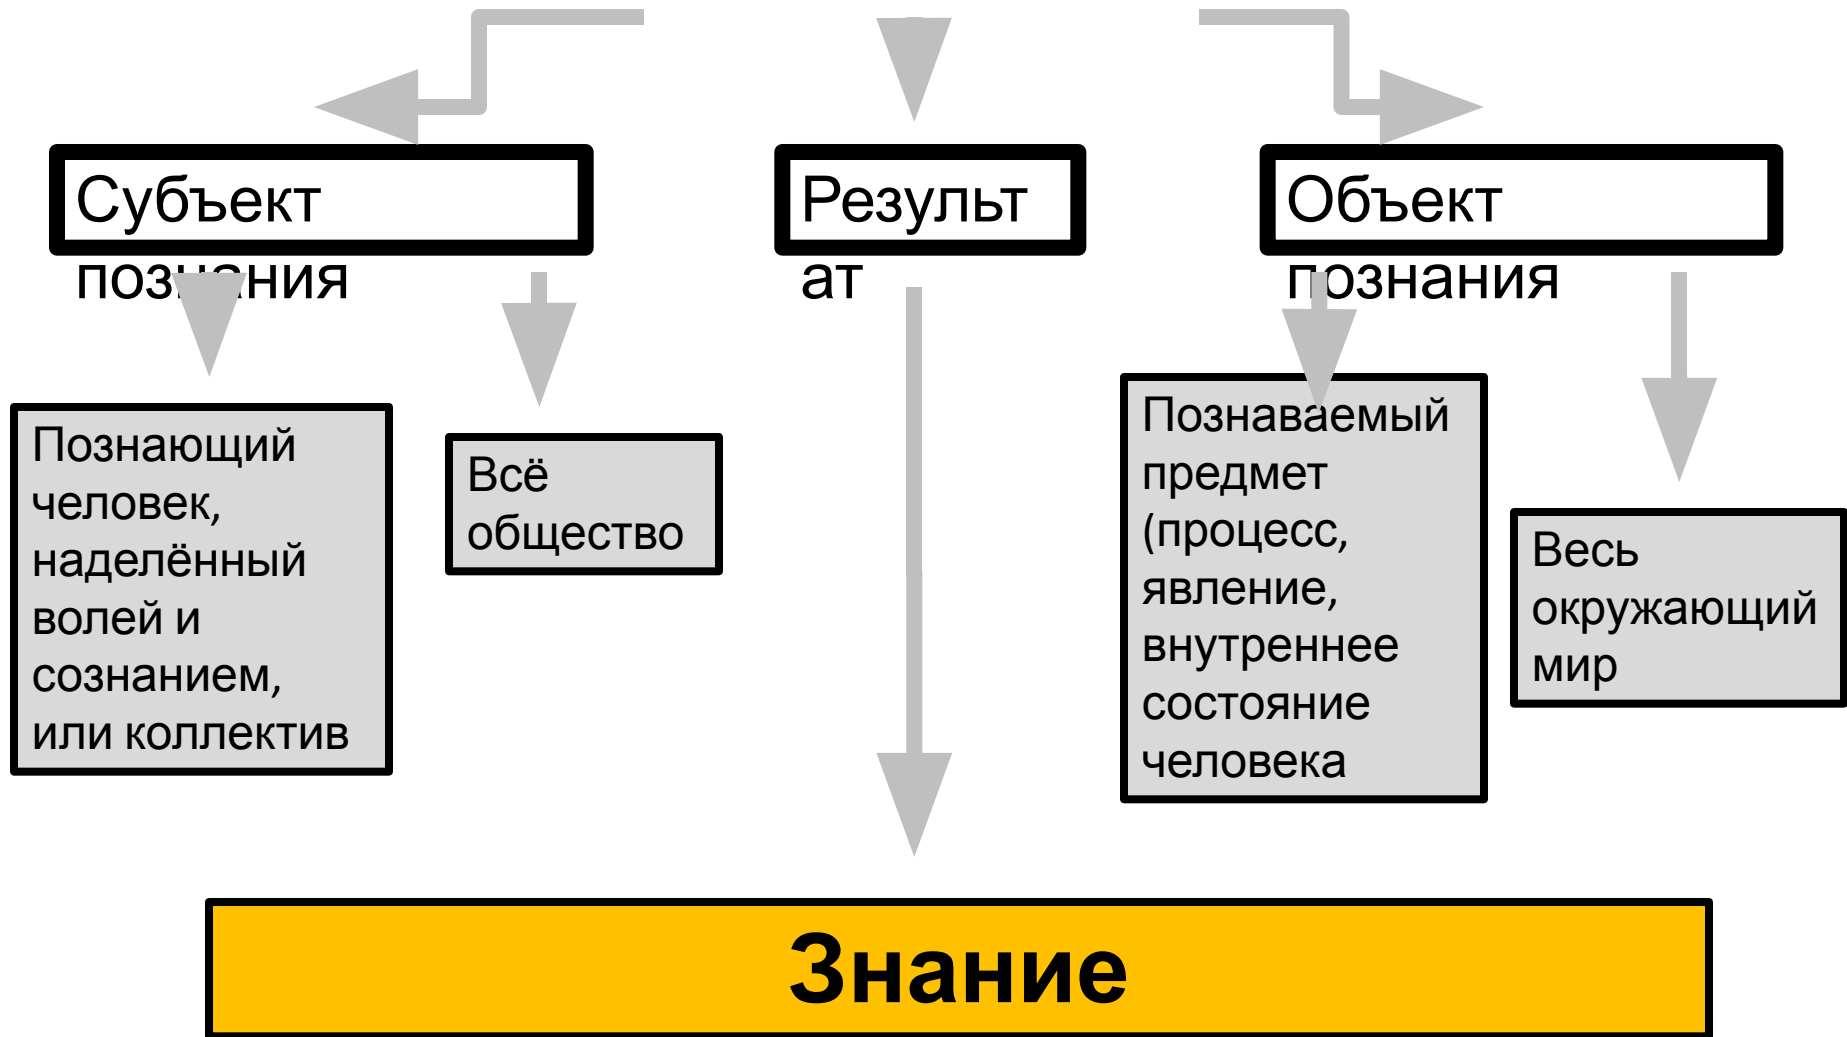 Субъект
познания
Результ
ат
Объект
познания
Познающий
человек,
наделённый
волей и
сознанием,
или коллектив
Всё
общество
Познаваемый
предмет
(процесс,
явление,
внутреннее
состояние
человека
Весь
окружающий
мир
Знание